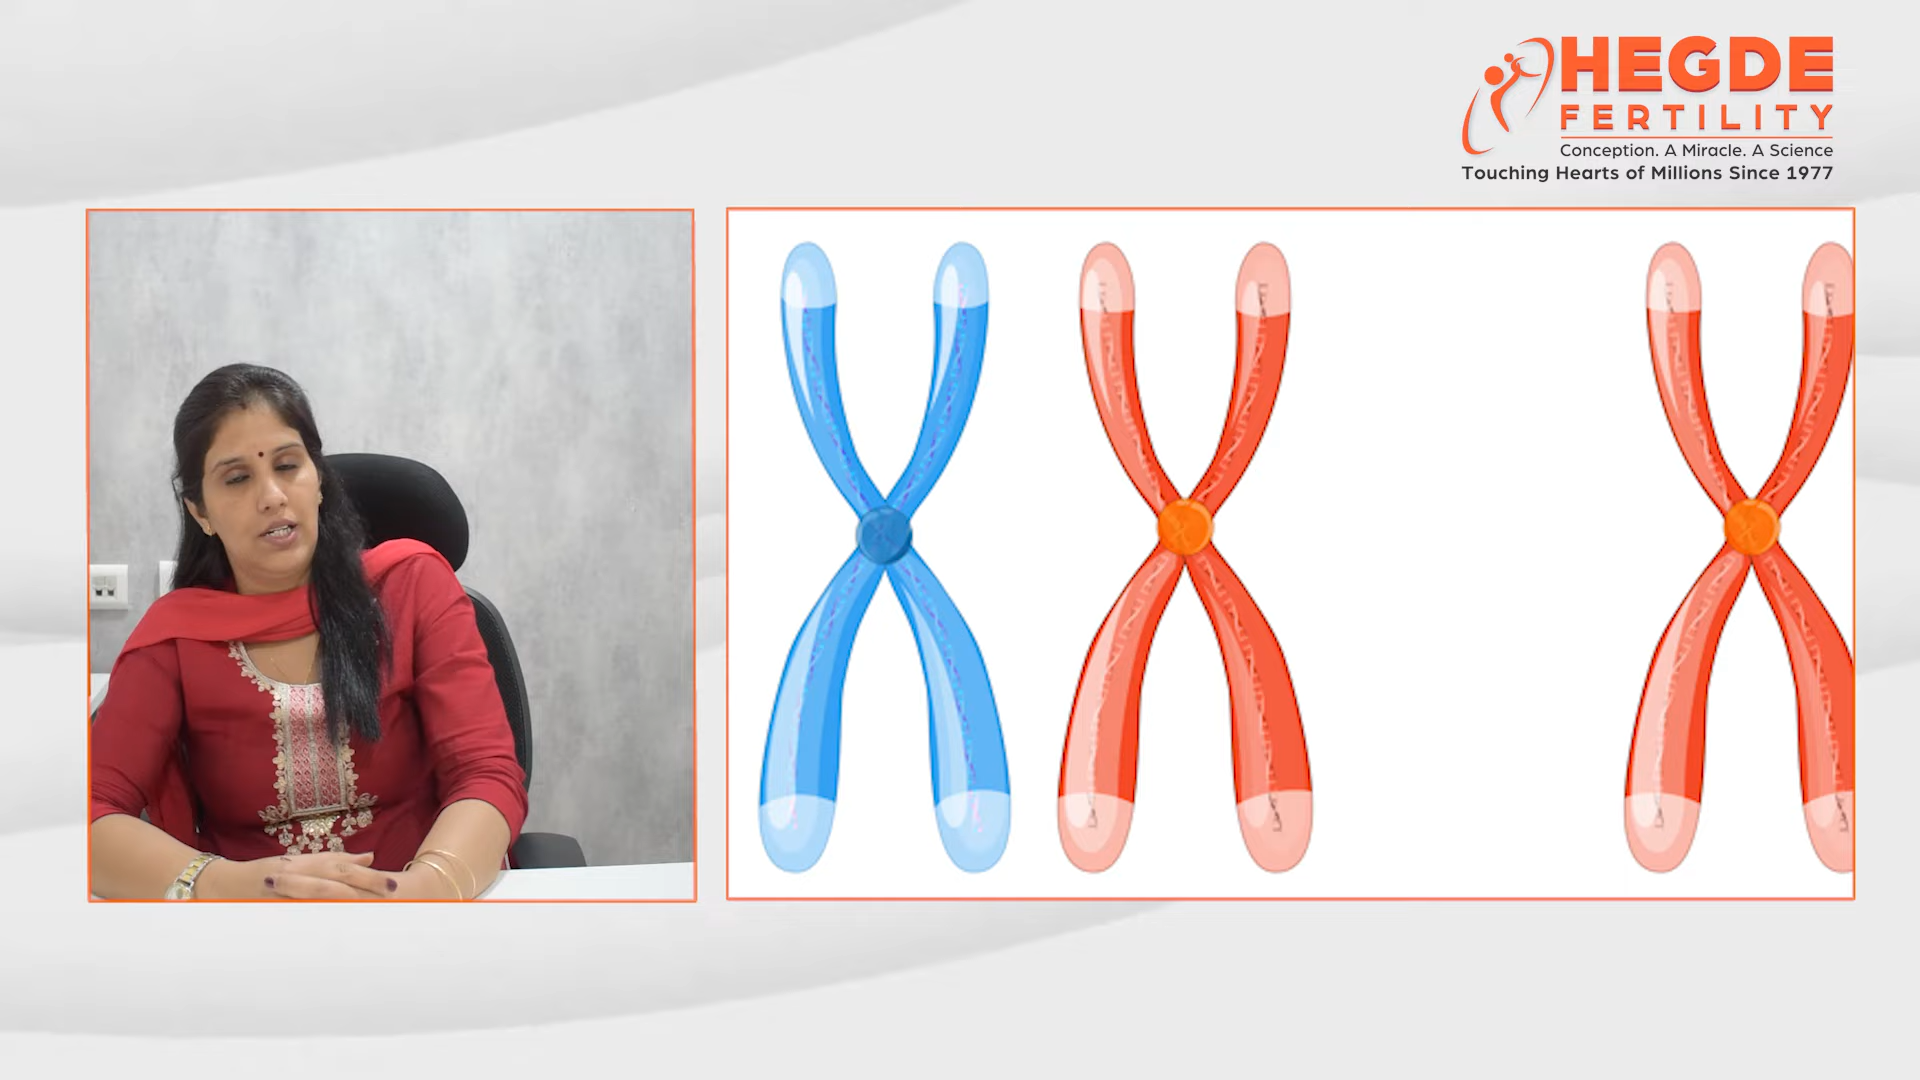 HEGDE
FERTILITY
Conception. A Miracle. A Science
Touching Hearts of Millions Since 1977